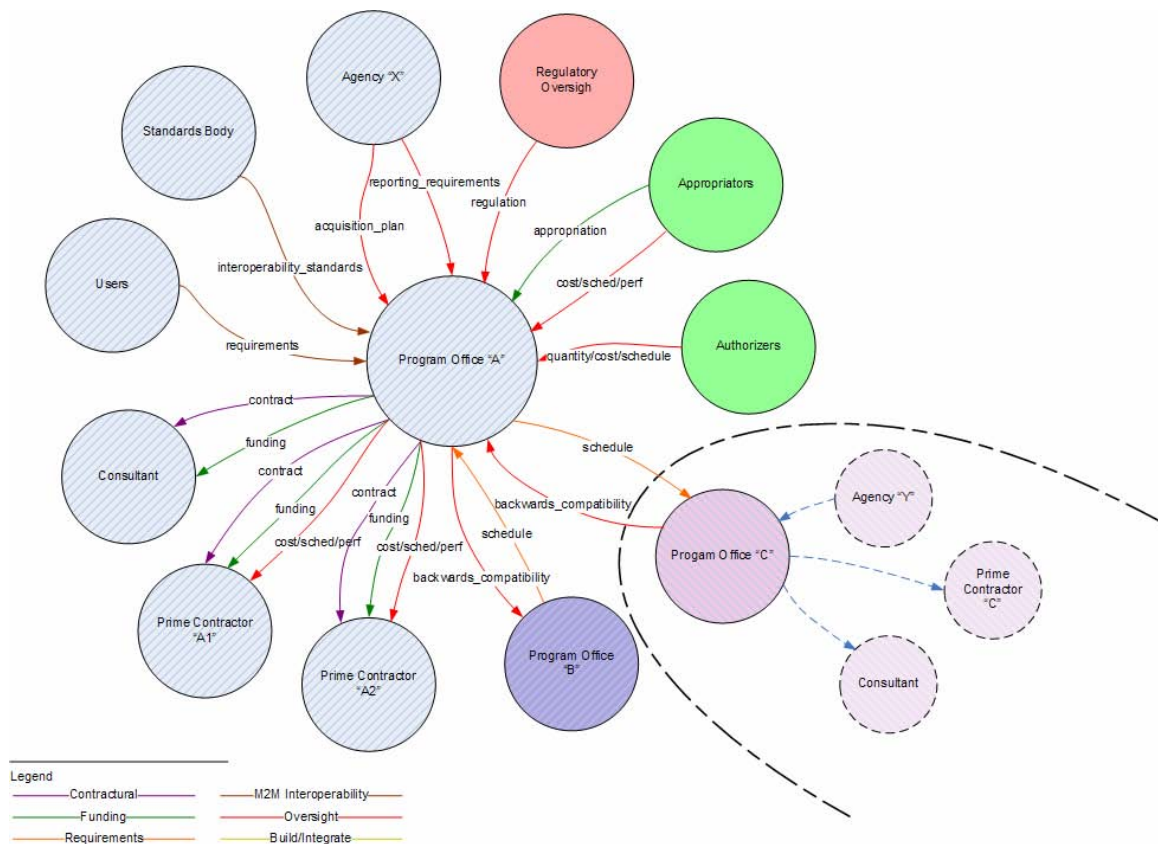 Agency “X”
Regulatory
Oversigh
Standards Body
Appropriators
reporting_requirements
regulation
acquisition_plan
appropriation
interoperability_standards
cost/sched/perf
Users
requirements
Program Office “A”
quantity/cost/schedule
Authorizers
contract
funding
Consultant
contract
funding
cost/sched/perf
contract
funding
cost/sched/perf
schedule
backwards_compatibility
schedule
backwards_compatibility
Agency “Y”
Progam Office “C”
Prime
Contractor
“C”
Consultant
Prime Contractor
“A1”
Prime Contractor
“A2”
Program Office
“B”
Legend
Contractural
M2M Interoperability
Funding
Oversight
Requirements
Build/Integrate